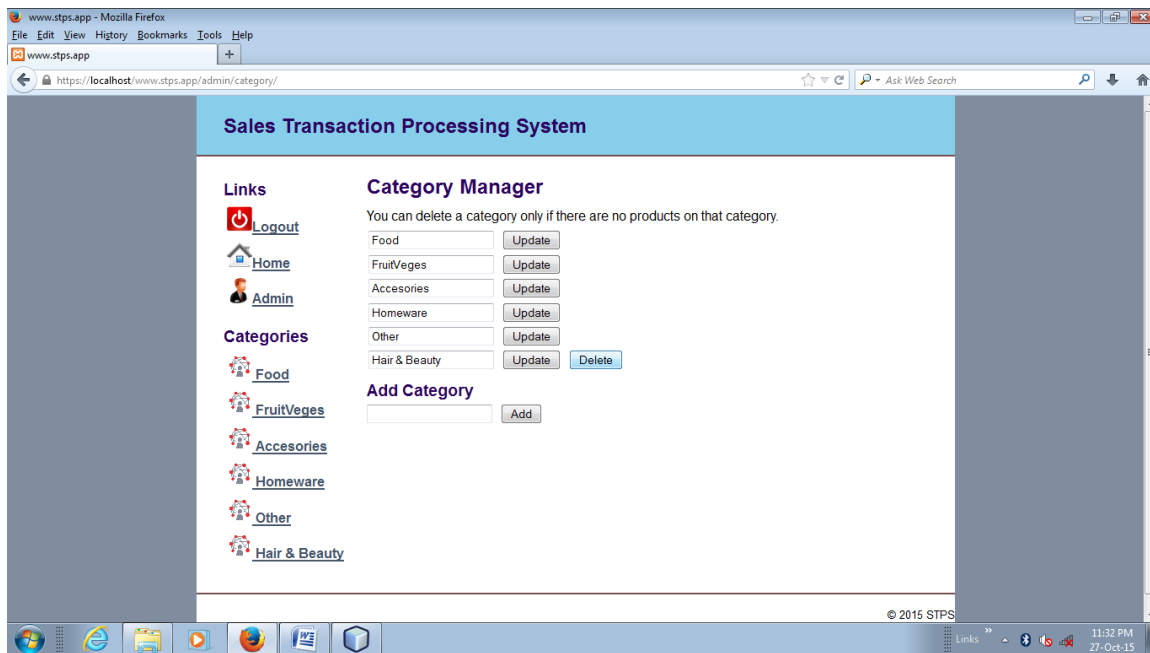 www.stps.app - Mozilla Firefox
File Edit View History Bookmarks Tools Help
www.stps.app +
https://localhost/www.stps.app/admin/category/ Ask Web Search
Sales Transaction Processing System
Links
Logout
Home
Admin
Categories
Food
FruitVeges
Accesories
Homeware
Other
Hair & Beauty
Category Manager
You can delete a category only if there are no products on that category.
Food Update
FruitVeges Update
Accesories Update
Homeware Update
Other Update
Hair & Beauty Update Delete
Add Category
Add
© 2015 STPS
Links » 11:32 PM
27-Oct-15